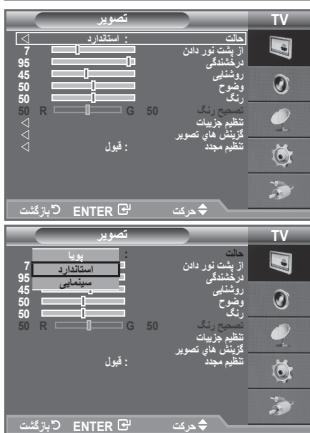 TV تصویر
حالت : استاندارد
از پشت نور دادن 7
درخشندگی 95
روشنایی 45
وضوح 50
رنگ 50
تصحیح رنگ 50 G R 50
تنظیم جزییات
گزینش های تصویر
تنظیم مجدد : قبول
حرکت ENTER بازگشت
TV تصویر
حالت : پویا
از پشت نور دادن 7 استاندارد
درخشندگی 95 سینمایی
روشنایی 45
وضوح 50
رنگ 50
تصحیح رنگ 50 G R 50
تنظیم جزییات
گزینش های تصویر
تنظیم مجدد : قبول
حرکت ENTER بازگشت